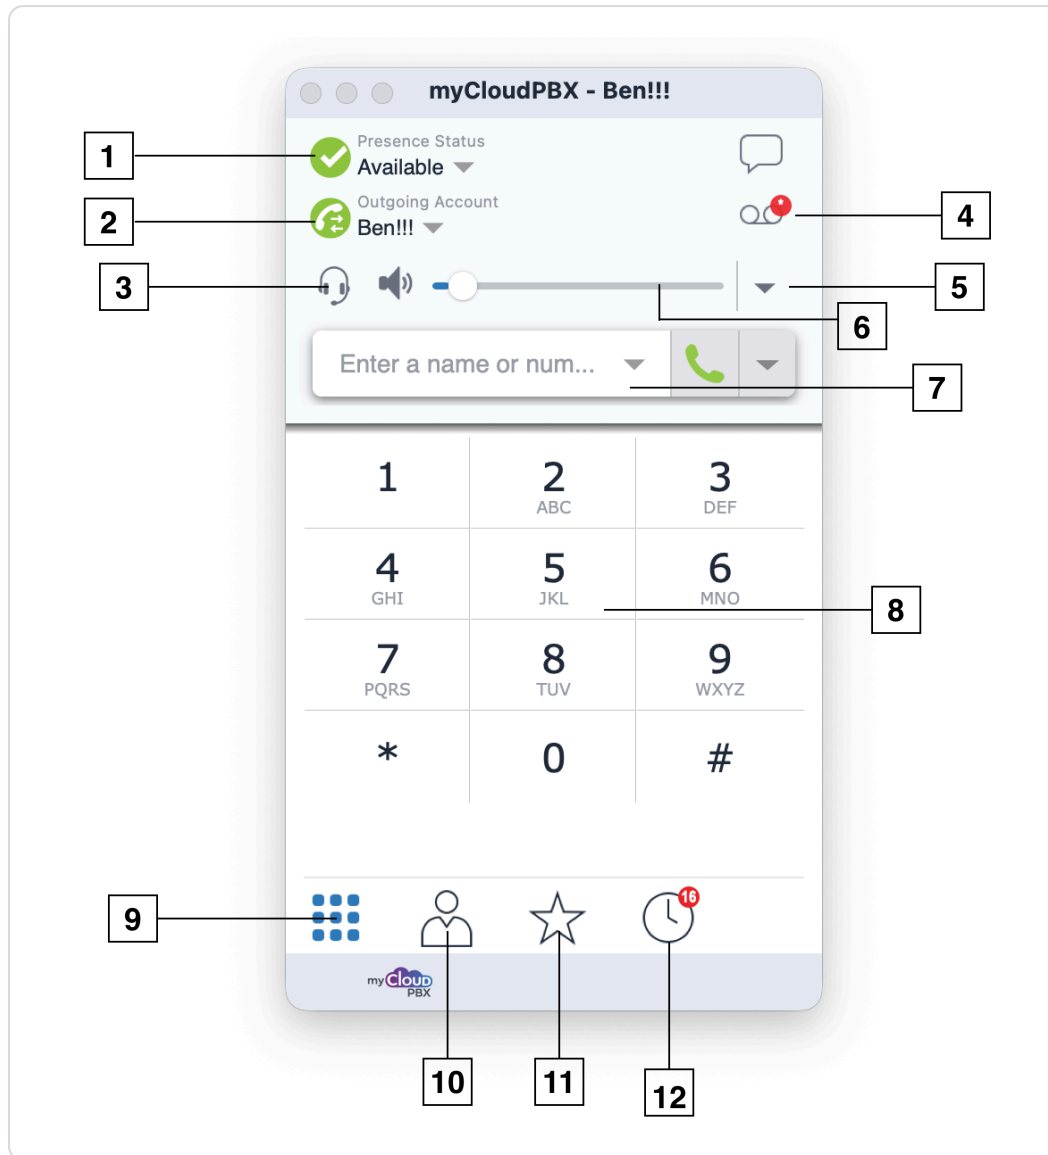 myCloudPBX - Ben!!!
1
Presence Status
Available
2
Outgoing Account
Ben!!!
4
3
5
6
Enter a name or num...
7
1
2
ABC
3
DEF
4
GHI
5
JKL
6
MNO
8
7
PQRS
8
TUV
9
WXYZ
*
0
#
9
16
my Cloud
PBX
10
11
12